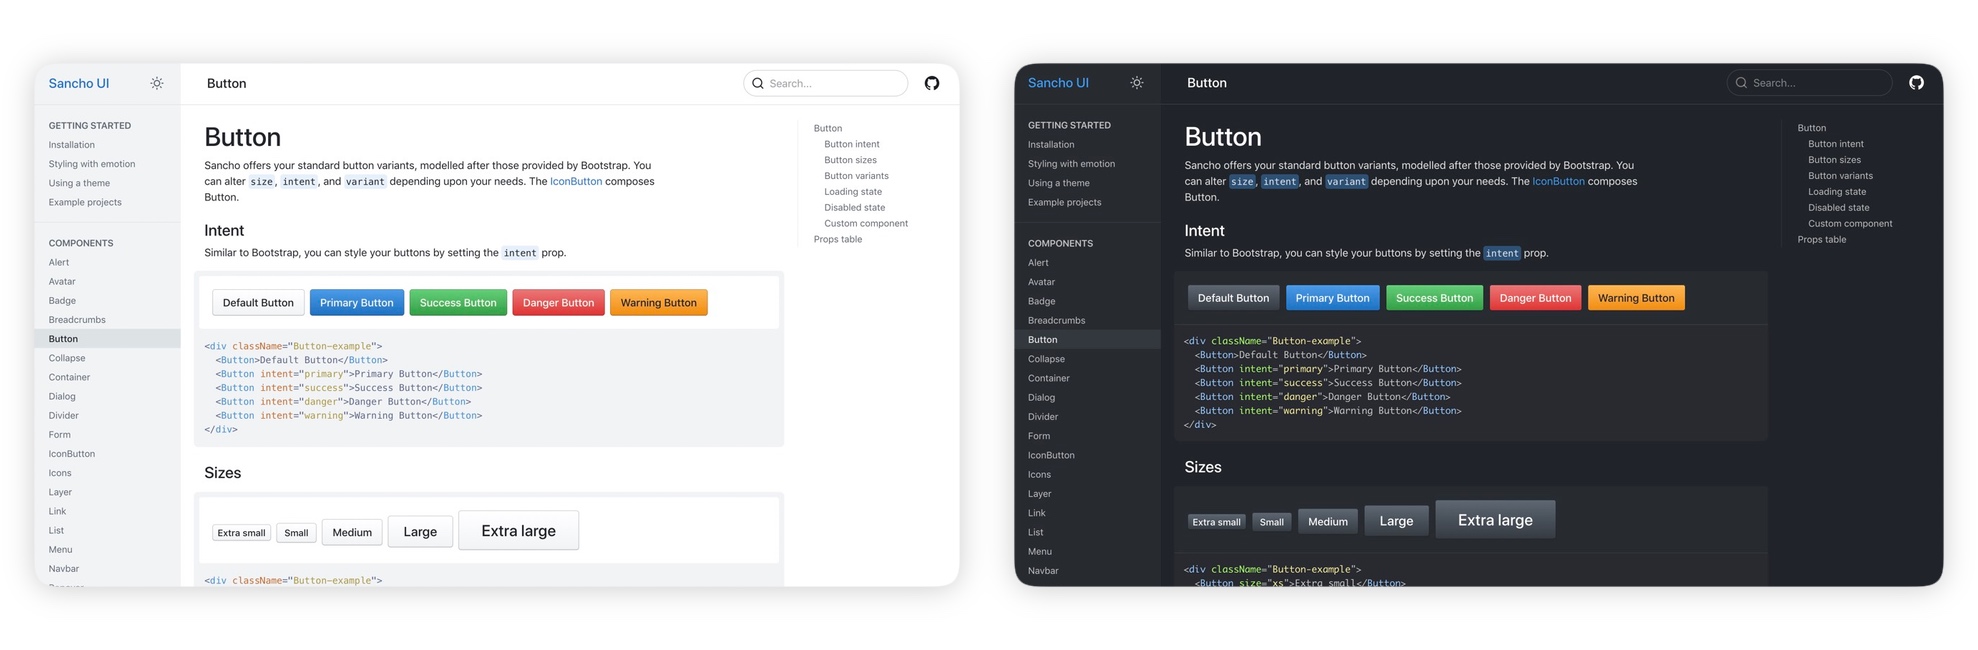 Sancho UI
Button
Search...
GETTING STARTED
Installation
Styling with emotion
Using a theme
Example projects
COMPONENTS
Alert
Avatar
Badge
Breadcrumbs
Button
Collapse
Container
Dialog
Divider
Form
IconButton
Icons
Layer
Link
List
Menu
Navbar
Button
Sancho offers your standard button variants, modelled after those provided by Bootstrap. You
can alter size, intent, and variant depending upon your needs. The IconButton composes
Button.
Intent
Similar to Bootstrap, you can style your buttons by setting the intent prop.
Default Button Primary Button Success Button Danger Button Warning Button
<div className="Button-example">
<Button>Default Button</Button>
<Button intent="primary">Primary Button</Button>
<Button intent="success">Success Button</Button>
<Button intent="danger">Danger Button</Button>
<Button intent="warning">Warning Button</Button>
</div>
Sizes
Extra small Small Medium Large Extra large
<div className="Button-example">
Button
Button intent
Button sizes
Button variants
Loading state
Disabled state
Custom component
Props table
Sancho UI
Button
Search...
GETTING STARTED
Installation
Styling with emotion
Using a theme
Example projects
COMPONENTS
Alert
Avatar
Badge
Breadcrumbs
Button
Collapse
Container
Dialog
Divider
Form
IconButton
Icons
Layer
Link
List
Menu
Navbar
Button
Sancho offers your standard button variants, modelled after those provided by Bootstrap. You
can alter size, intent, and variant depending upon your needs. The IconButton composes
Button.
Intent
Similar to Bootstrap, you can style your buttons by setting the intent prop.
Default Button Primary Button Success Button Danger Button Warning Button
<div className="Button-example">
<Button>Default Button</Button>
<Button intent="primary">Primary Button</Button>
<Button intent="success">Success Button</Button>
<Button intent="danger">Danger Button</Button>
<Button intent="warning">Warning Button</Button>
</div>
Sizes
Extra small Small Medium Large Extra large
<div className="Button-example">
<Button size="xs">Extra small</Button>
Button
Button intent
Button sizes
Button variants
Loading state
Disabled state
Custom component
Props table